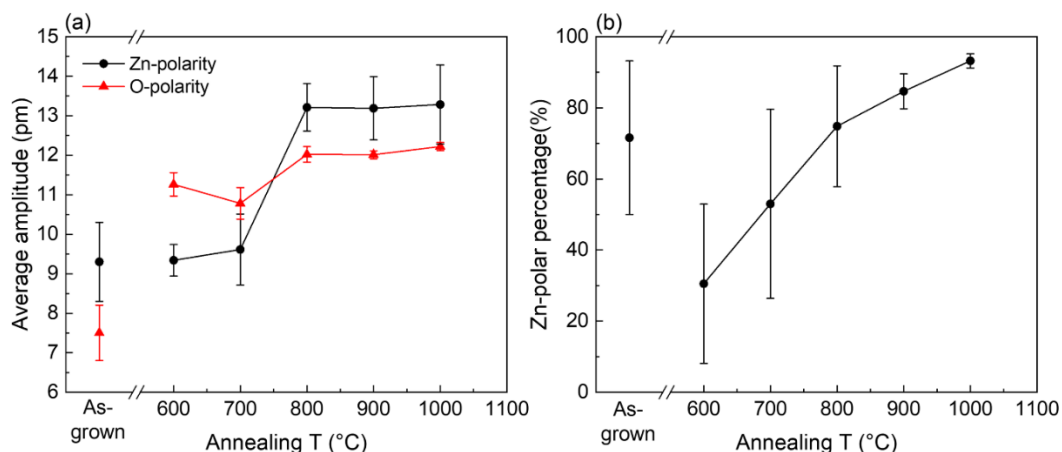 (a)
15
14
13
12
11
10
9
8
7
6
Average amplitude (pm)
Zn-polarity
O-polarity
As-
grown
600 700 800 900 1000 1100
Annealing T (°C)
(b)
100
80
60
40
20
0
Zn-polar percentage(%)
As-
grown
600 700 800 900 1000 1100
Annealing T (°C)